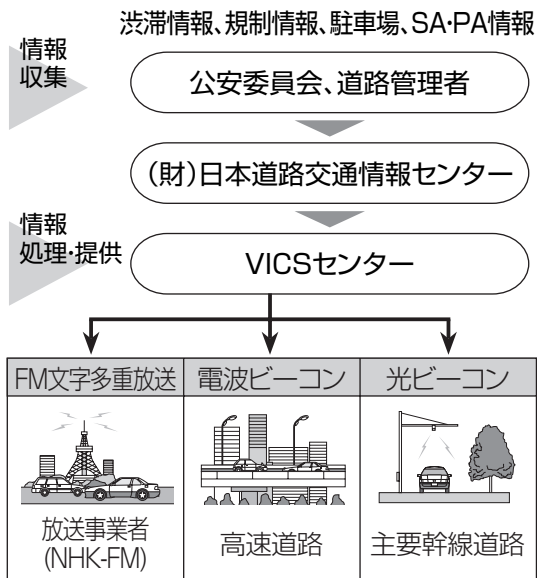 渋滞情報、規制情報、駐車場、SA・PA情報
情報
収集
公安委員会、道路管理者
(財)日本道路交通情報センター
情報
処理・提供
VICSセンター
FM文字多重放送
電波ビーコン
光ビーコン
放送事業者
(NHK-FM)
高速道路
主要幹線道路